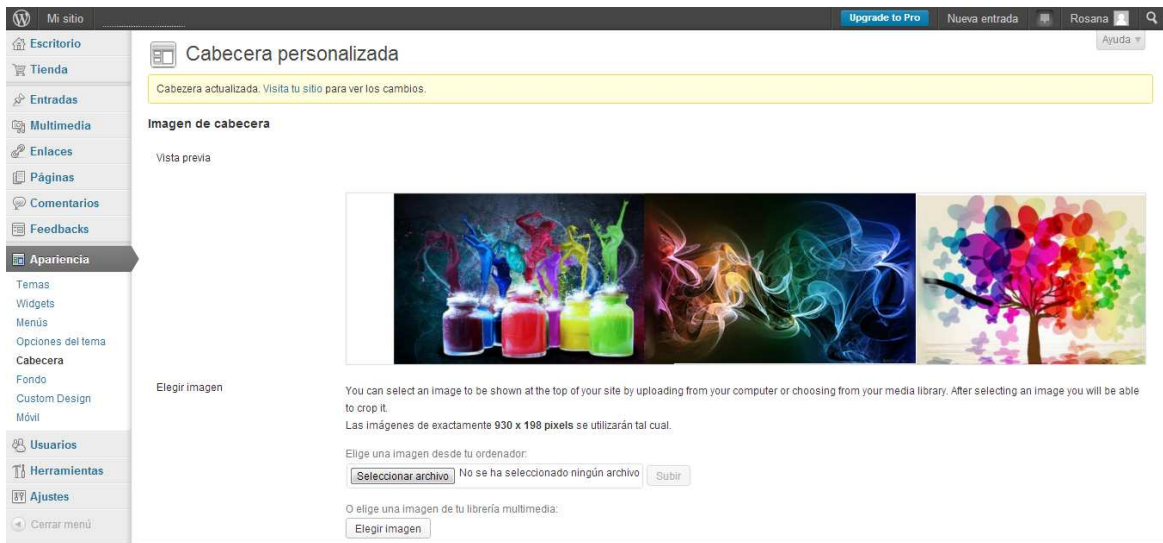 Mi sitio
Upgrade to Pro
Nueva entrada
Rosana
Ayuda
Escritorio
Tienda
Entradas
Multimedia
Enlaces
Páginas
Comentarios
Feedbacks
Apariencia
Temas
Widgets
Menús
Opciones del tema
Cabecera
Fondo
Custom Design
Móvil
Usuarios
Herramientas
Ajustes
Cerrar menú
Cabecera personalizada
Cabezera actualizada. Visita tu sitio para ver los cambios.
Imagen de cabecera
Vista previa
Elegir imagen
You can select an image to be shown at the top of your site by uploading from your computer or choosing from your media library. After selecting an image you will be able
to crop it.
Las imágenes de exactamente 930 x 198 pixels se utilizarán tal cual.
Elige una imagen desde tu ordenador:
Seleccionar archivo No se ha seleccionado ningún archivo Subir
O elige una imagen de tu librería multimedia:
Elegir imagen